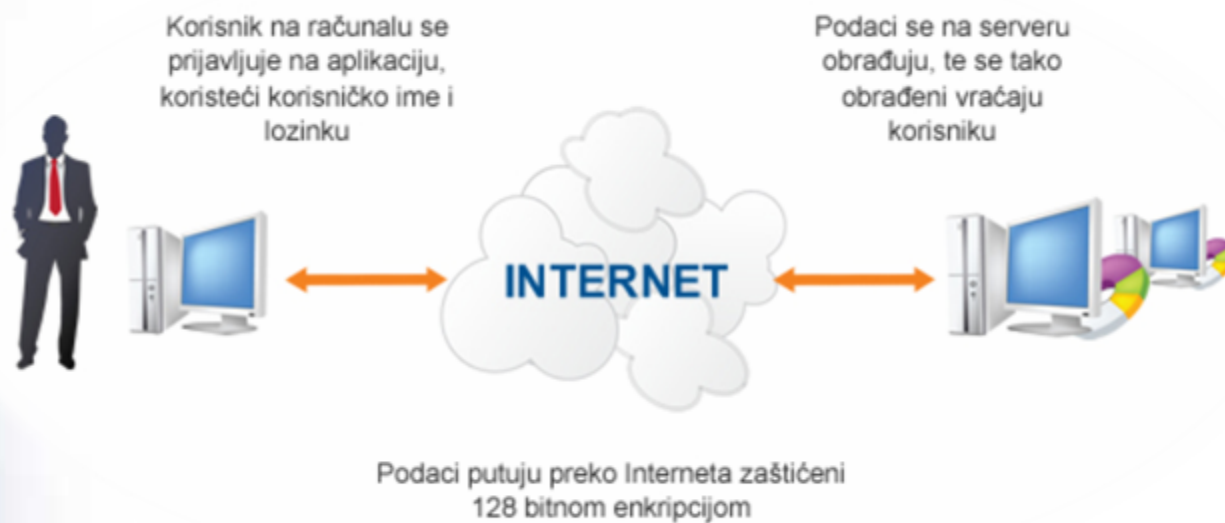 Korisnik na računalu se
prijavljuje na aplikaciju,
koristeći korisničko ime i
lozinku
Podaci se na serveru
obrađuju, te se tako
obrađeni vraćaju
korisniku
INTERNET
Podaci putuju preko Interneta zaštićeni
128 bitnom enkripcijom